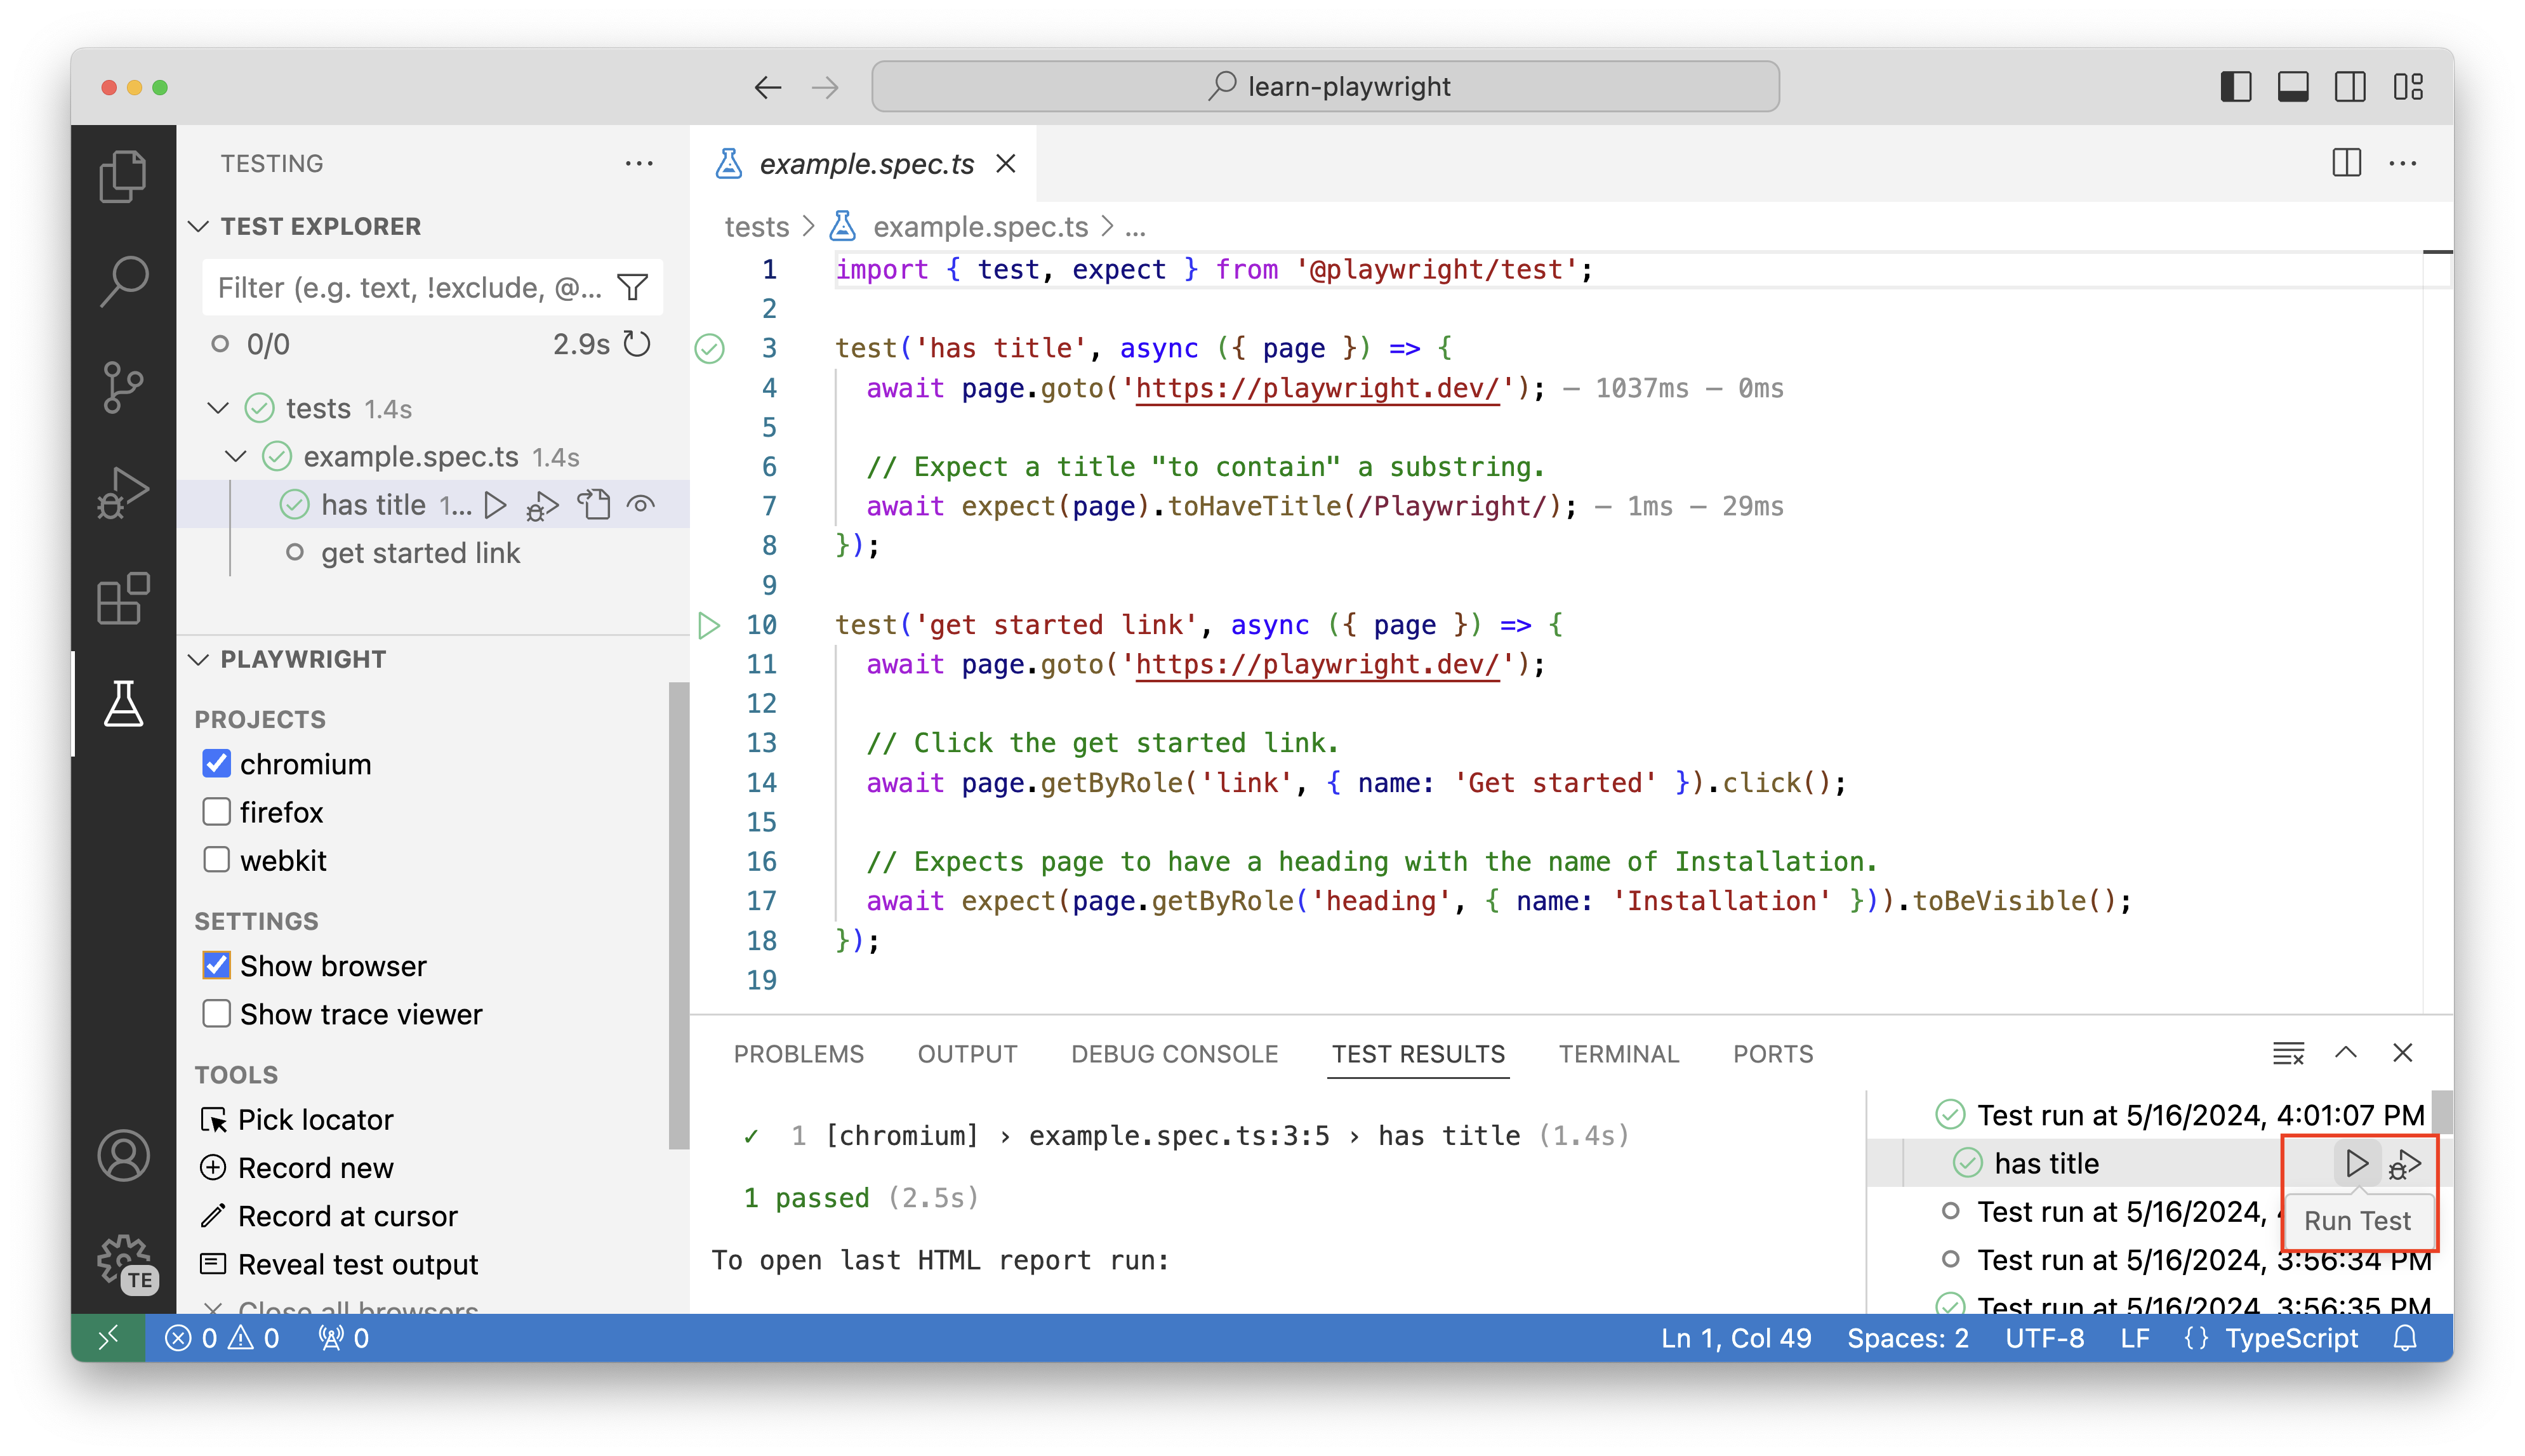 learn-playwright
TESTING
TEST EXPLORER
Filter (e.g. text, !exclude, @...
0/0 2.9s
tests 1.4s
example.spec.ts 1.4s
has title 1...
get started link
PLAYWRIGHT
PROJECTS
chromium
firefox
webkit
SETTINGS
Show browser
Show trace viewer
TOOLS
Pick locator
Record new
Record at cursor
Reveal test output
Close all browsers
TE
example.spec.ts
tests > example.spec.ts > ...
1 import { test, expect } from '@playwright/test';
2
3 test('has title', async ({ page }) => {
4 await page.goto('https://playwright.dev/'); — 1037ms — 0ms
5
6 // Expect a title "to contain" a substring.
7 await expect(page).toHaveTitle(/Playwright/); — 1ms — 29ms
8 });
9
10 test('get started link', async ({ page }) => {
11 await page.goto('https://playwright.dev/');
12
13 // Click the get started link.
14 await page.getByRole('link', { name: 'Get started' }).click();
15
16 // Expects page to have a heading with the name of Installation.
17 await expect(page.getByRole('heading', { name: 'Installation' })).toBeVisible();
18 });
19
PROBLEMS OUTPUT DEBUG CONSOLE TEST RESULTS TERMINAL PORTS
✓ 1 [chromium] › example.spec.ts:3:5 › has title (1.4s)
1 passed (2.5s)
To open last HTML report run:
Test run at 5/16/2024, 4:01:07 PM
has title
Test run at 5/16/2024,
Run Test
Test run at 5/16/2024, 3:56:34 PM
Test run at 5/16/2024, 3:56:35 PM
0 0 0
Ln 1, Col 49 Spaces: 2 UTF-8 LF {} TypeScript